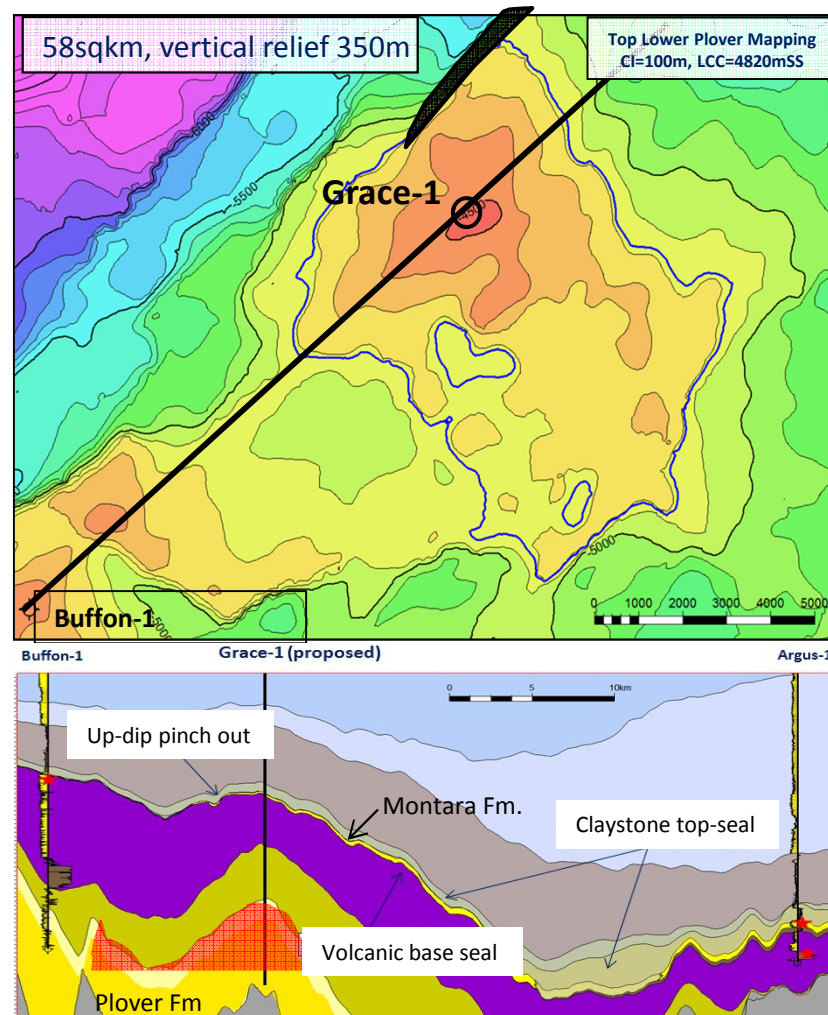 58sqkm, vertical relief 350m
Top Lower Plover Mapping
CI=100m, LCC=4820mSS
-6000
-5500
Grace-1
-4500
-5000
Buffon-1
-5000
0 1000 2000 3000 4000 5000
Buffon-1 Grace-1 (proposed) Argus-1
0 5 10km
Up-dip pinch out
Montara Fm.
Claystone top-seal
Volcanic base seal
Plover Fm